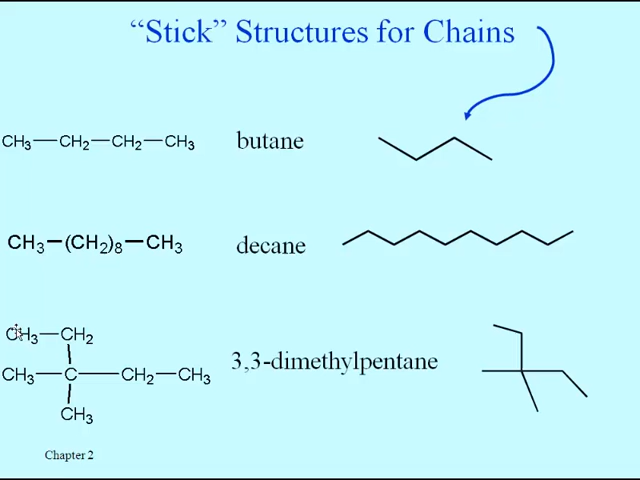 “Stick” Structures for Chains
CH₃—CH₂—CH₂—CH₃ butane
CH₃—(CH₂)₈—CH₃ decane
CH₃—CH₂
3,3-dimethylpentane
CH₃—C—CH₂—CH₃
CH₃
Chapter 2